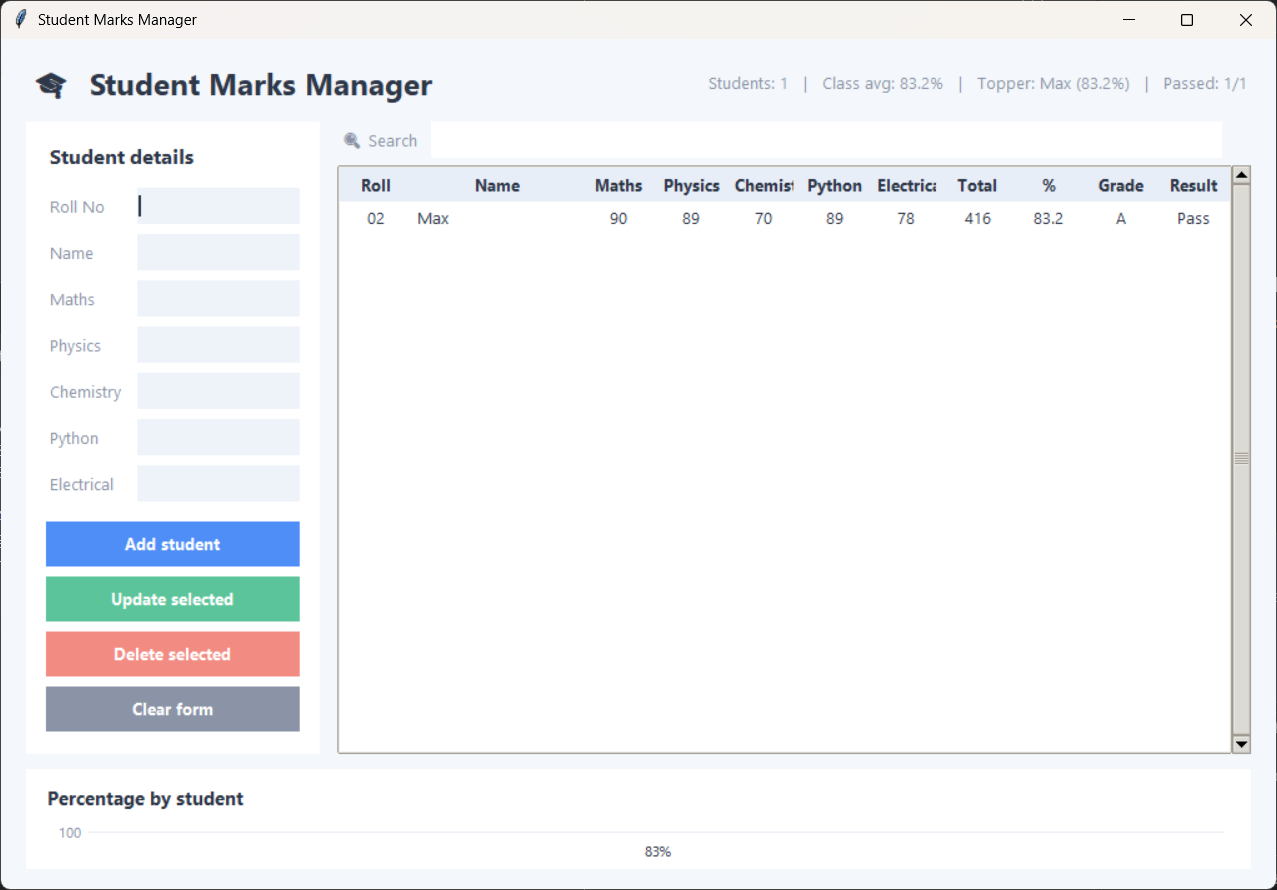 Student Marks Manager
Student Marks Manager
Students: 1 | Class avg: 83.2% | Topper: Max (83.2%) | Passed: 1/1
Student details
Roll No
Name
Maths
Physics
Chemistry
Python
Electrical
Add student
Update selected
Delete selected
Clear form
Search
Roll Name Maths Physics Chemist Python Electrica Total % Grade Result
02 Max 90 89 70 89 78 416 83.2 A Pass
Percentage by student
100
83%